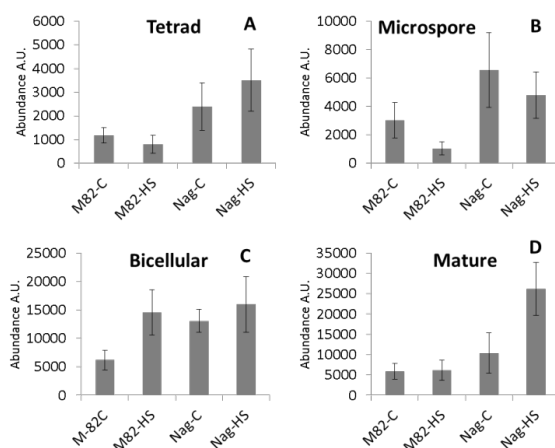 Tetrad A
Abundance A.U.
6000
5000
4000
3000
2000
1000
0
M82-C
M82-HS
Nag-C
Nag-HS
Microspore B
Abundance A.U.
10000
8000
6000
4000
2000
0
M82-C
M82-HS
Nag-C
Nag-HS
Bicellular C
Abundance A.U.
25000
20000
15000
10000
5000
0
M-82C
M82-HS
Nag-C
Nag-HS
Mature D
Abundance A.U.
35000
30000
25000
20000
15000
10000
5000
0
M82-C
M82-HS
Nag-C
Nag-HS